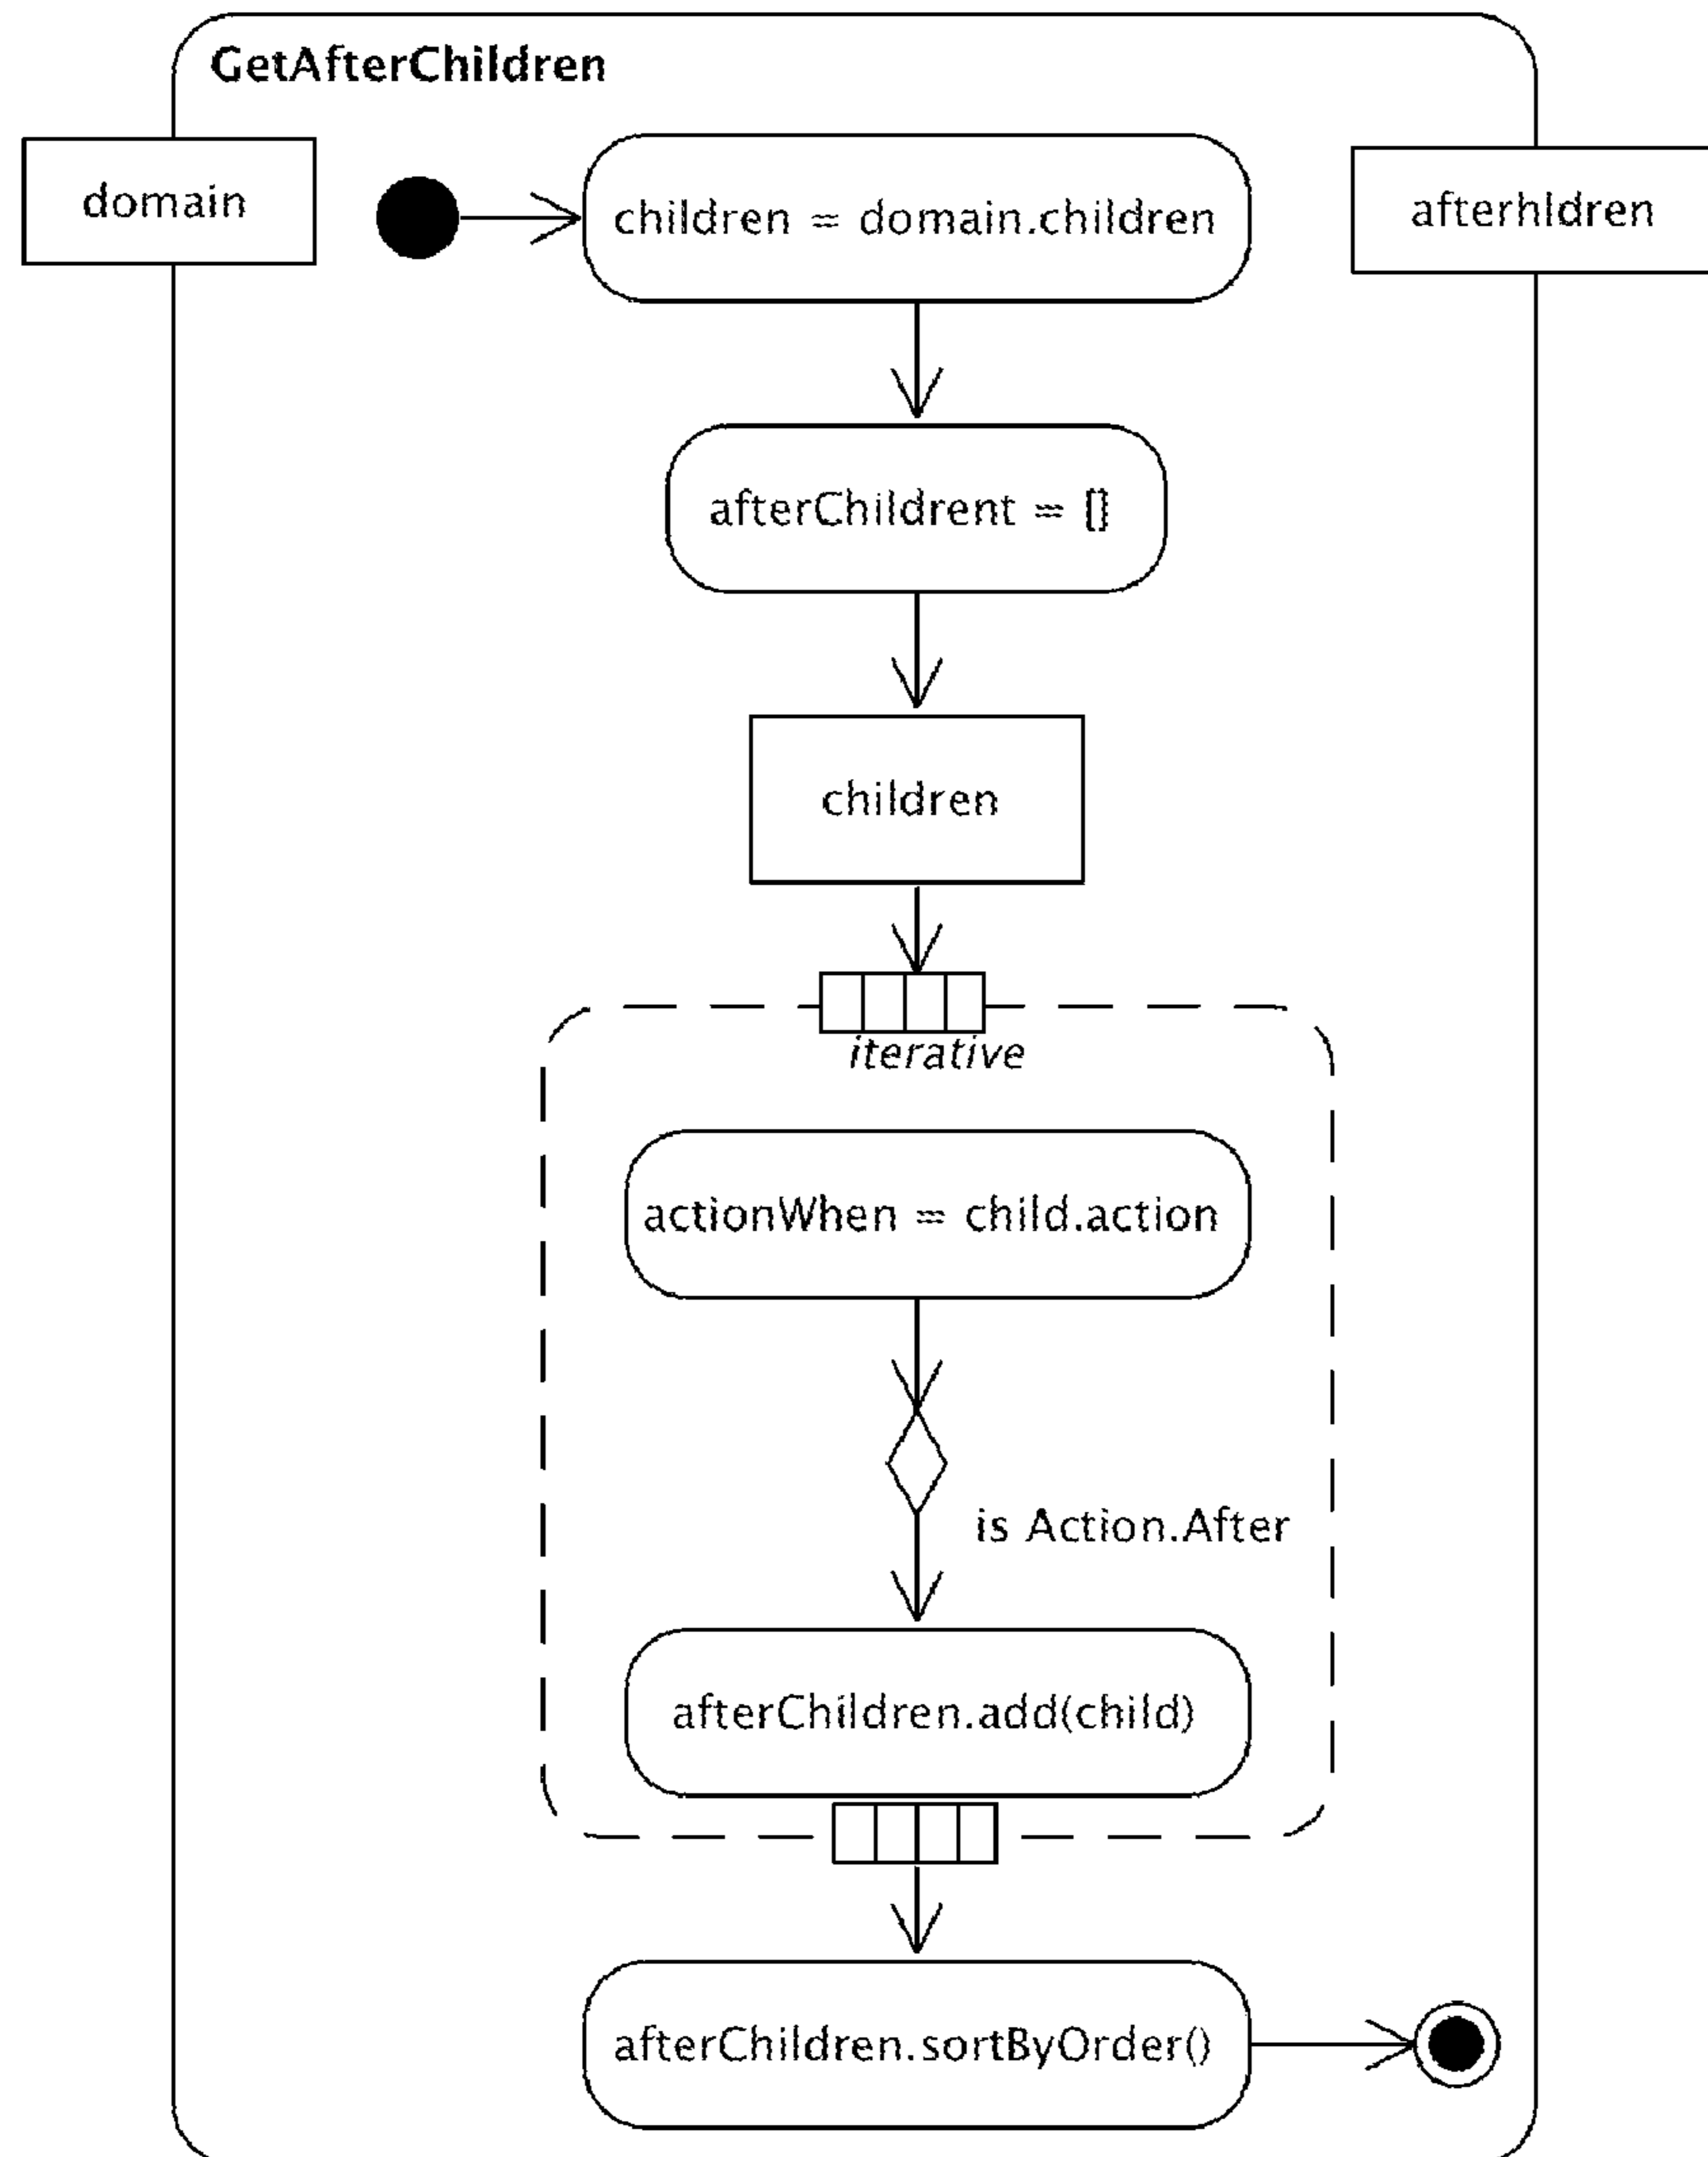 GetAfterChildren
domain
children = domain.children
afterhldren
afterChildrent = []
children
iterative
actionWhen = child.action
is Action.After
afterChildren.add(child)
afterChildren.sortByOrder()